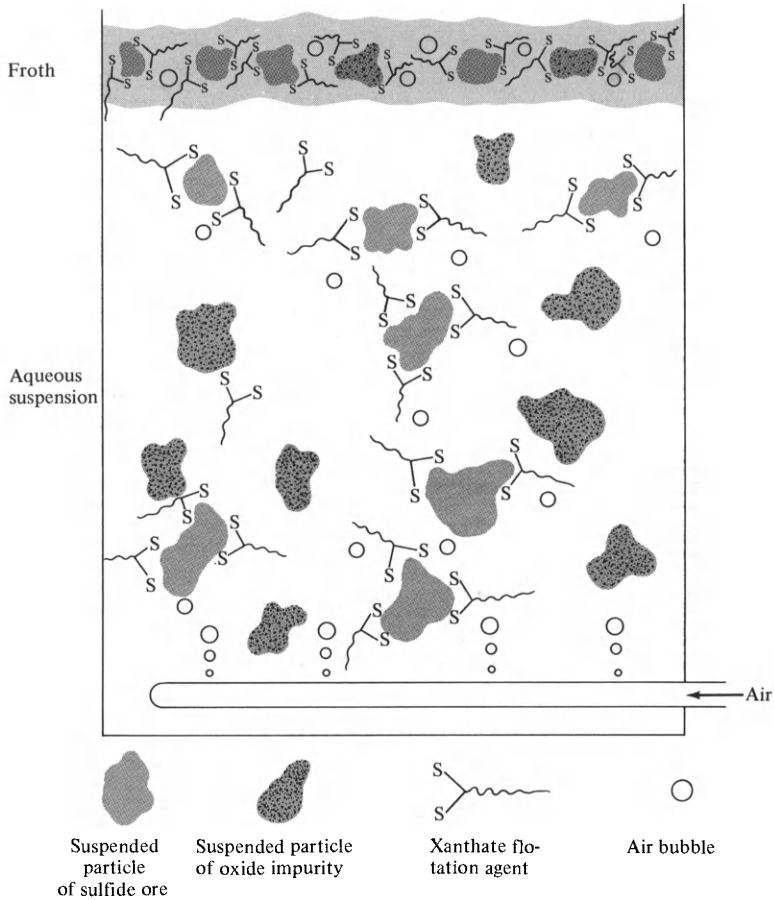 Froth
S S S S S S S S S S S S S S S S S S S S
S S
S S
S S
S S
S S
S S
S S
S S
S S
Aqueous
suspension
S S
S S
S S
S S
S S
S S
S S
S S
S S
S S
Air
S
S
Suspended
particle
of sulfide ore
Suspended particle
of oxide impurity
Xanthate flo-
tation agent
Air bubble